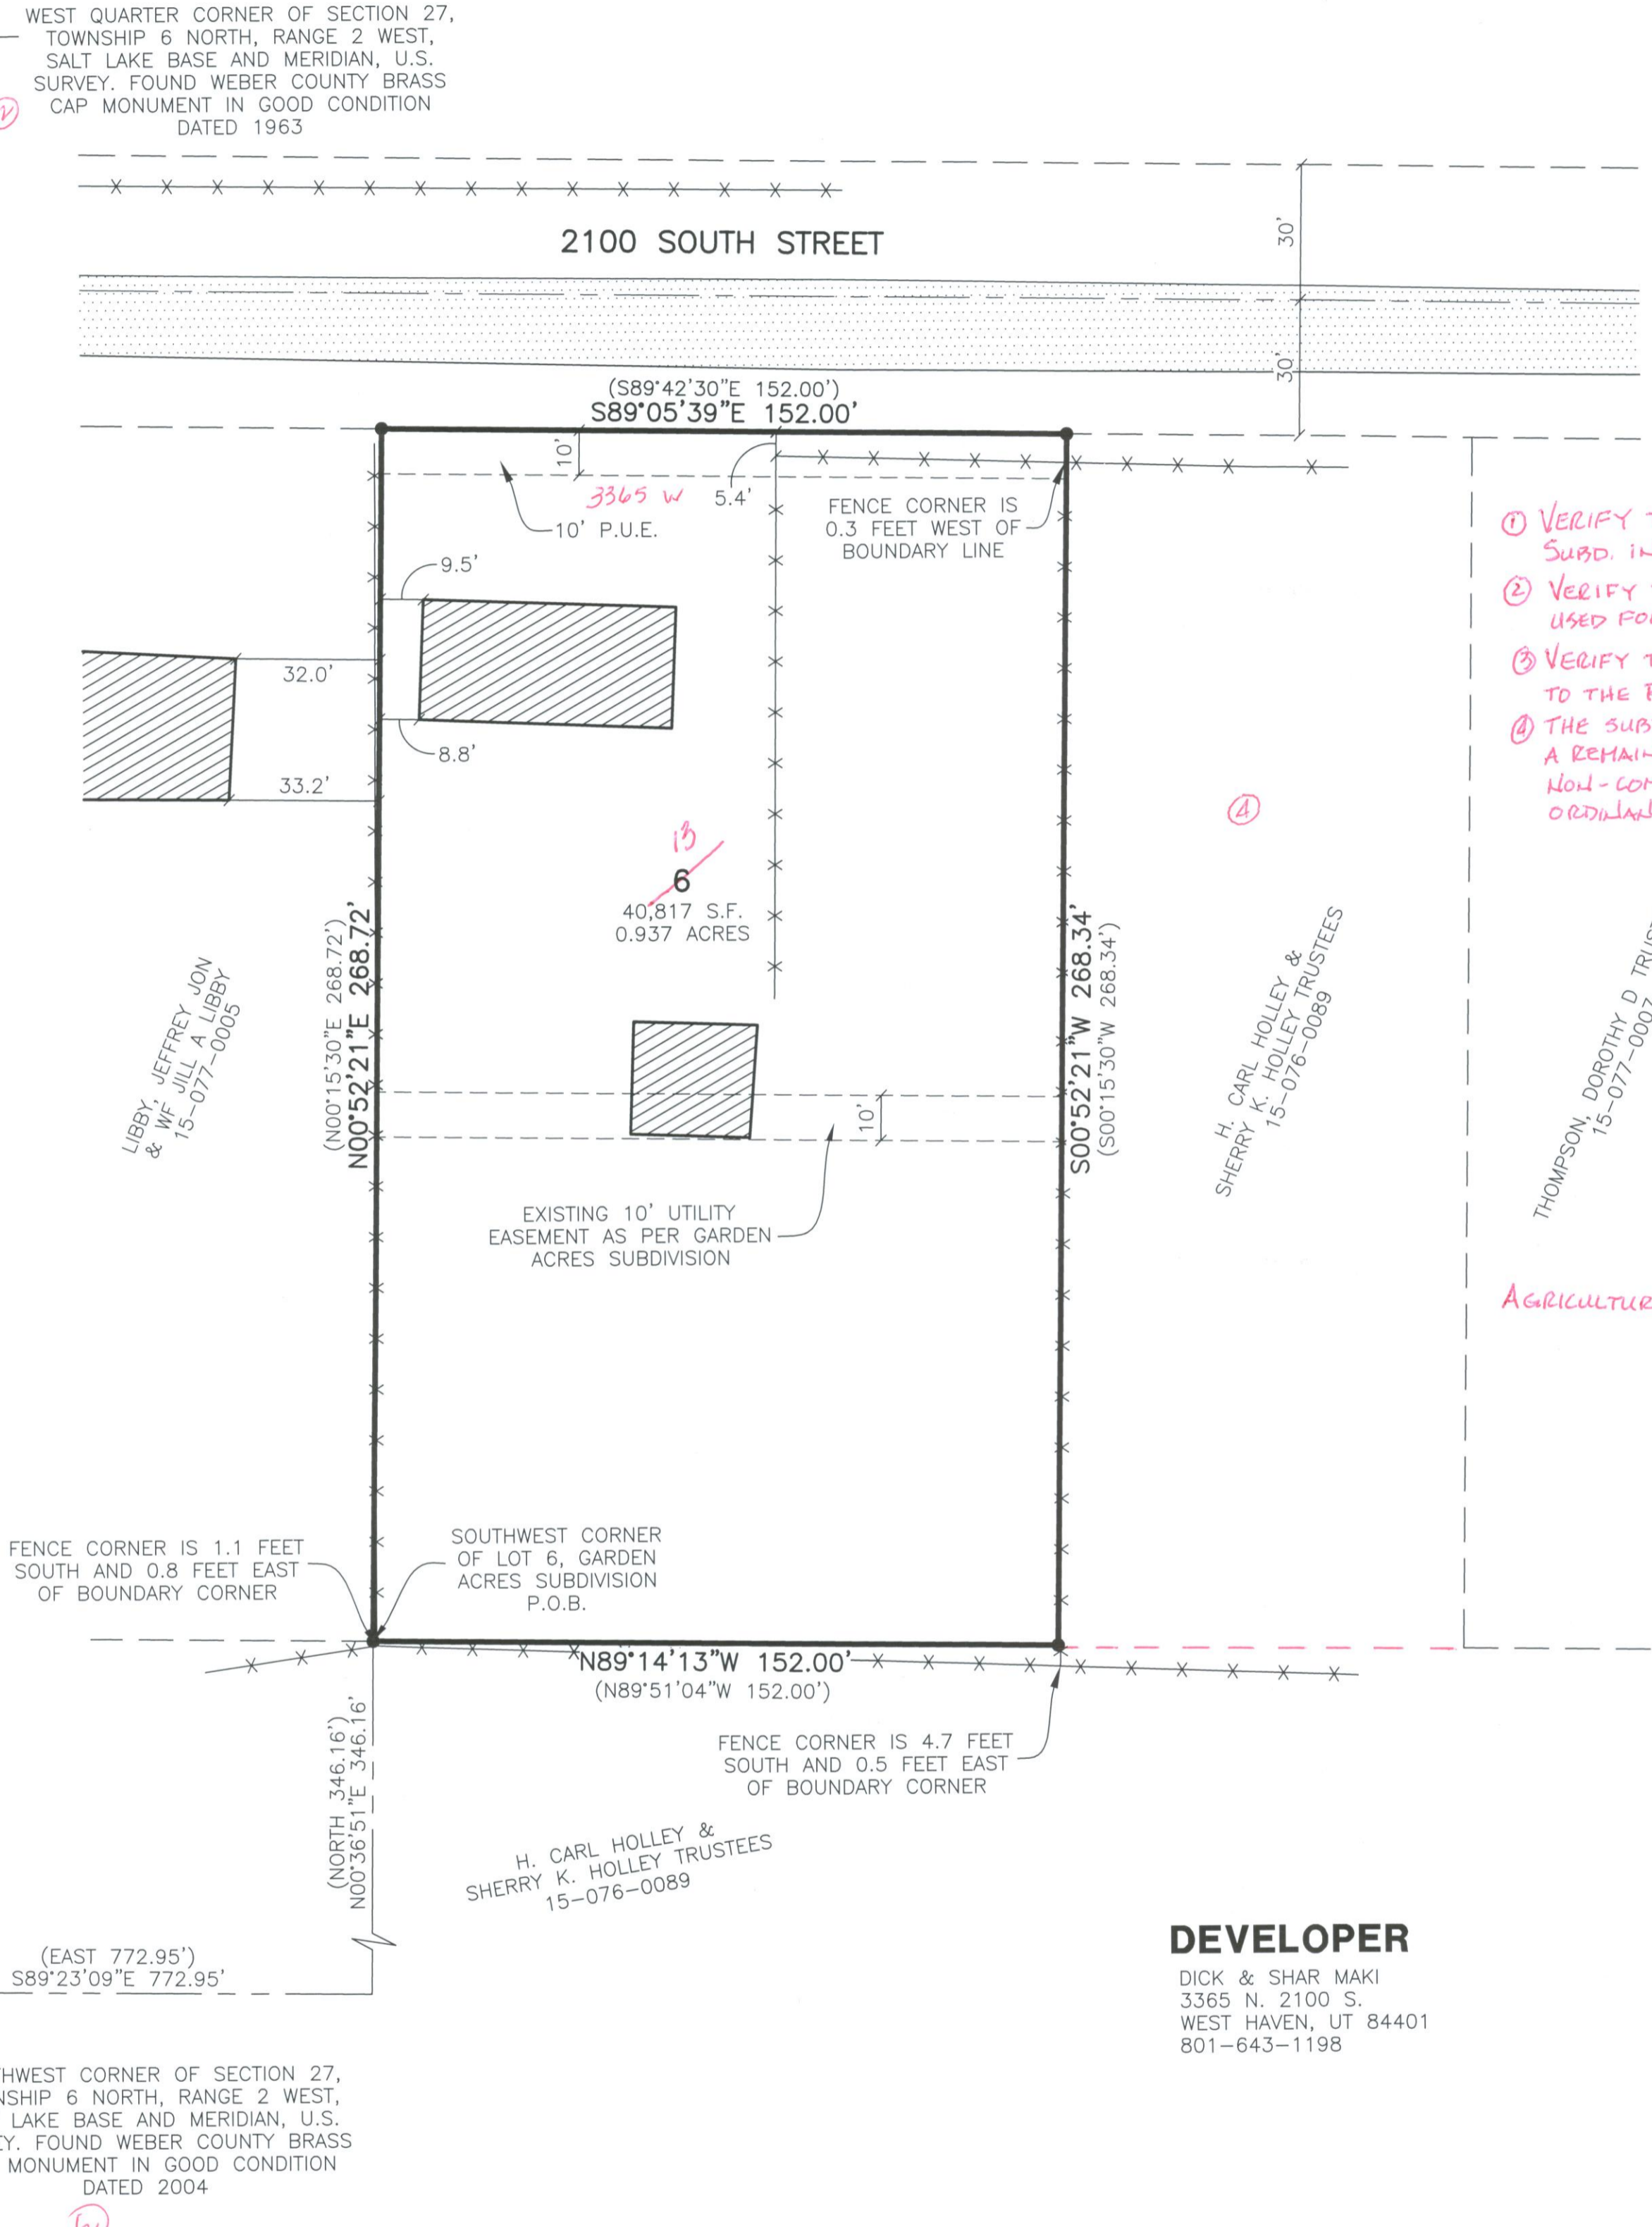 WEST QUARTER CORNER OF SECTION 27,
TOWNSHIP 6 NORTH, RANGE 2 WEST,
SALT LAKE BASE AND MERIDIAN, U.S.
SURVEY. FOUND WEBER COUNTY BRASS
CAP MONUMENT IN GOOD CONDITION
DATED 1963
2
30'
2100 SOUTH STREET
30'
(S89°42'30"E 152.00')
S89°05'39"E 152.00'
10'
3365 W
5.4'
10' P.U.E.
FENCE CORNER IS
0.3 FEET WEST OF
BOUNDARY LINE
① VERIFY
SUBD.
② VERIFY
USED
③ VERIFY
TO THE
④ THE
A
ORDINAN
9.5'
32.0'
8.8'
33.2'
④
13
6
40,817 S.F.
0.937 ACRES
LIBBY, JEFFREY JON
& WF JILL A LIBBY
15-077-0005
(N00°15'30"E 268.72')
N00°52'21"E 268.72'
S00°52'21"W 268.34'
(S00°15'30"W 268.34')
H. CARL HOLLEY &
SHERRY K. HOLLEY TRUSTEES
15-076-0089
THOMPSON, DOROTHY D TRUST
15-077-0007
10'
EXISTING 10' UTILITY
EASEMENT AS PER GARDEN
ACRES SUBDIVISION
AGRICULTUR
FENCE CORNER IS 1.1 FEET
SOUTH AND 0.8 FEET EAST
OF BOUNDARY CORNER
SOUTHWEST CORNER
OF LOT 6, GARDEN
ACRES SUBDIVISION
P.O.B.
N89°14'13"W 152.00'
(N89°51'04"W 152.00')
FENCE CORNER IS 4.7 FEET
SOUTH AND 0.5 FEET EAST
OF BOUNDARY CORNER
(NORTH 346.16')
N00°36'51"E 346.16'
H. CARL HOLLEY &
SHERRY K. HOLLEY TRUSTEES
15-076-0089
(EAST 772.95')
S89°23'09"E 772.95'
DEVELOPER
DICK & SHAR MAKI
3365 N. 2100 S.
WEST HAVEN, UT 84401
801-643-1198
HWEST CORNER OF SECTION 27,
NSHIP 6 NORTH, RANGE 2 WEST,
LAKE BASE AND MERIDIAN, U.S.
EY. FOUND WEBER COUNTY BRASS
MONUMENT IN GOOD CONDITION
DATED 2004